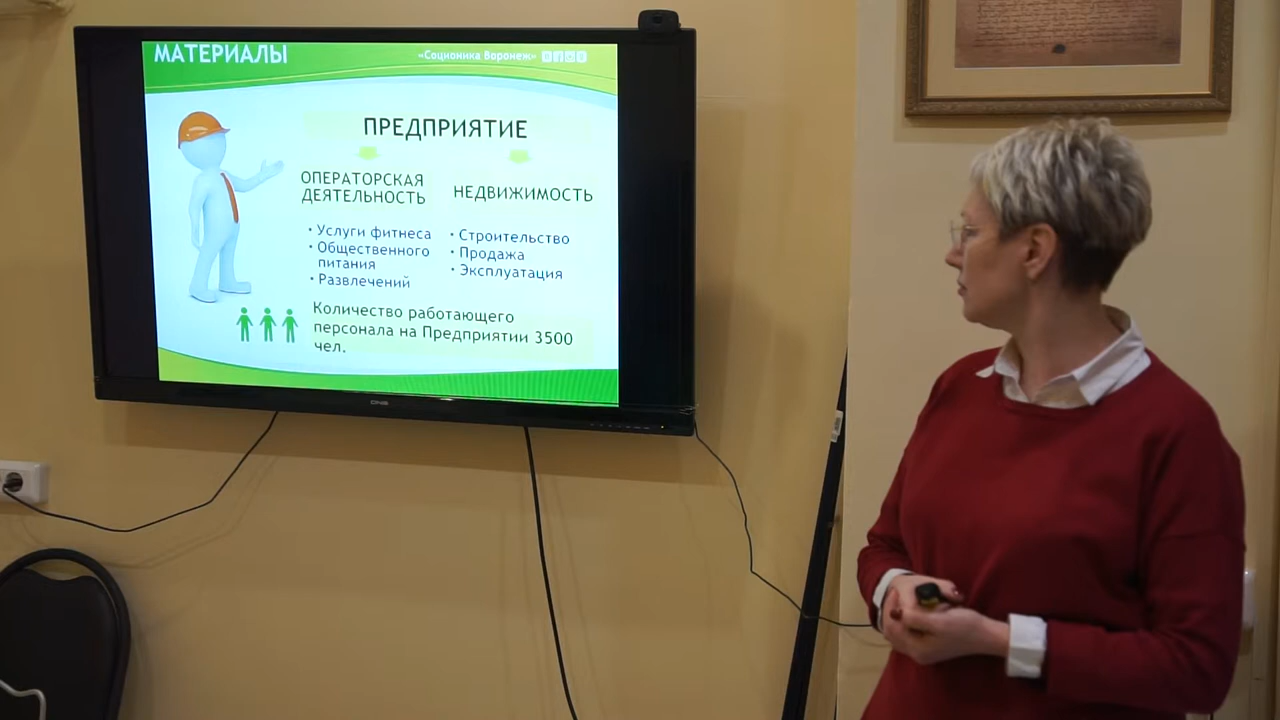 МАТЕРИАЛЫ
«Соционика Воронеж»
ПРЕДПРИЯТИЕ
ОПЕРАТОРСКАЯ
ДЕЯТЕЛЬНОСТЬ
• Услуги фитнеса
• Общественного
питания
• Развлечений
НЕДВИЖИМОСТЬ
• Строительство
• Продажа
• Эксплуатация
Количество работающего
персонала на Предприятии 3500
чел.
DNS